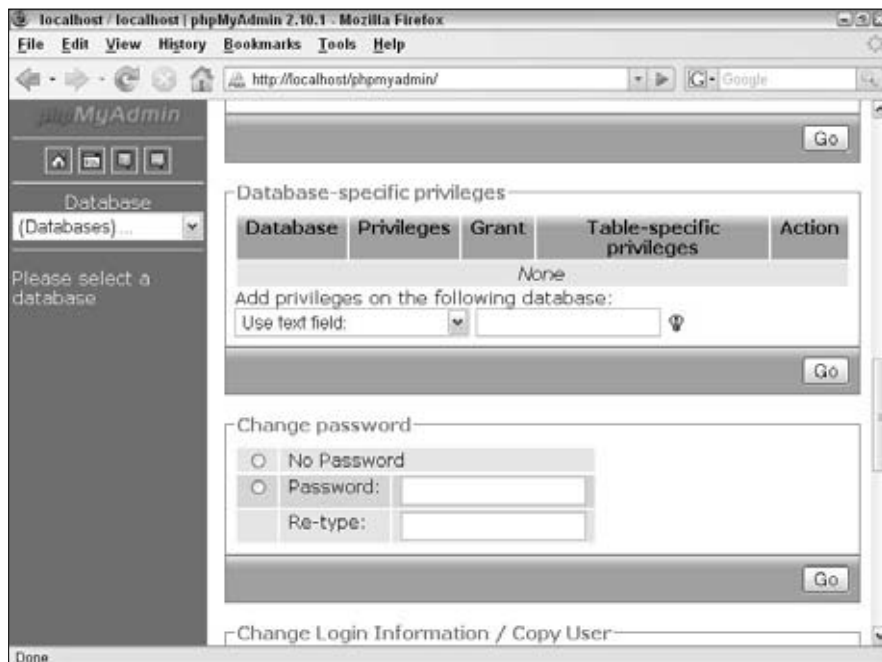 localhost / localhost | phpMyAdmin 2.10.1 - Mozilla Firefox
File Edit View History Bookmarks Tools Help
http://localhost/phpmyadmin/
Google
phpMyAdmin
Database
(Databases) ...
Please select a
database
Go
Database-specific privileges
Database Privileges Grant Table-specific privileges Action
None
Add privileges on the following database:
Use text field:
Go
Change password
No Password
Password:
Re-type:
Go
Change Login Information / Copy User
Done